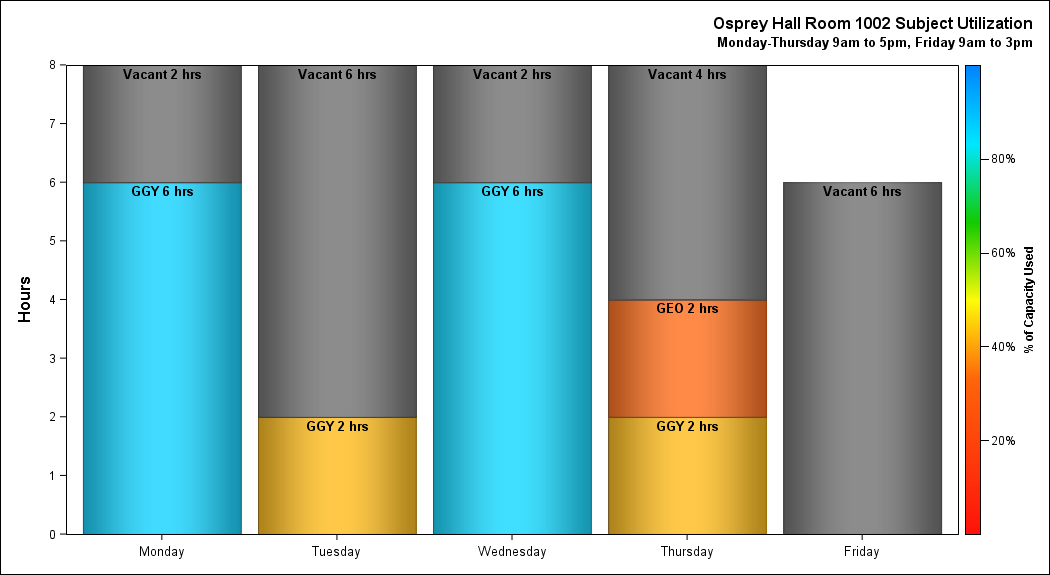 Osprey Hall Room 1002 Subject Utilization
Monday-Thursday 9am to 5pm, Friday 9am to 3pm
Hours
8
7
6
5
4
3
2
1
0
Vacant 2 hrs
GGY 6 hrs
Vacant 6 hrs
GGY 2 hrs
Vacant 2 hrs
GGY 6 hrs
Vacant 4 hrs
GEO 2 hrs
GGY 2 hrs
Vacant 6 hrs
Monday
Tuesday
Wednesday
Thursday
Friday
80%
60%
40%
20%
% of Capacity Used